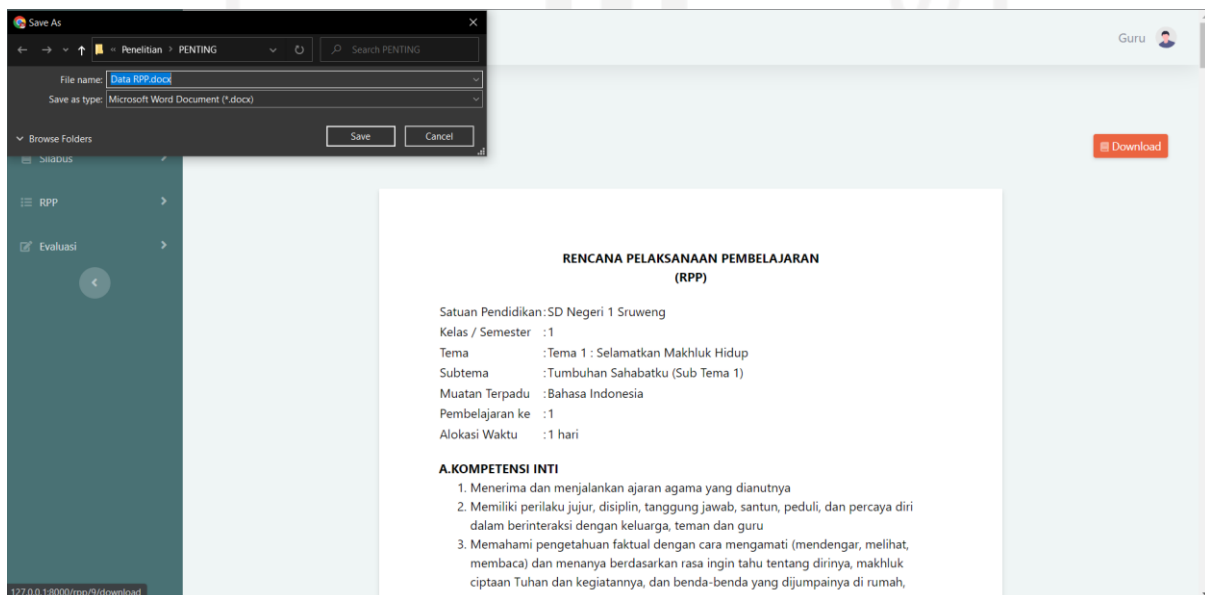 Save As
« Penelitian > PENTING
Search PENTING
File name: Data RPP.docx
Save as type: Microsoft Word Document (*.docx)
Browse Folders
Save
Cancel
Guru
Download
Silabus
RPP
Evaluasi
RENCANA PELAKSANAAN PEMBELAJARAN
(RPP)
Satuan Pendidikan: SD Negeri 1 Sruweng
Kelas / Semester : 1
Tema : Tema 1 : Selamatkan Makhluk Hidup
Subtema : Tumbuhan Sahabatku (Sub Tema 1)
Muatan Terpadu : Bahasa Indonesia
Pembelajaran ke : 1
Alokasi Waktu : 1 hari
A.KOMPETENSI INTI
1. Menerima dan menjalankan ajaran agama yang dianutnya
2. Memiliki perilaku jujur, disiplin, tanggung jawab, santun, peduli, dan percaya diri
dalam berinteraksi dengan keluarga, teman dan guru
3. Memahami pengetahuan faktual dengan cara mengamati (mendengar, melihat,
membaca) dan menanya berdasarkan rasa ingin tahu tentang dirinya, makhluk
ciptaan Tuhan dan kegiatannya, dan benda-benda yang dijumpainya di rumah,
127.0.0.1:8000/rpp/9/download